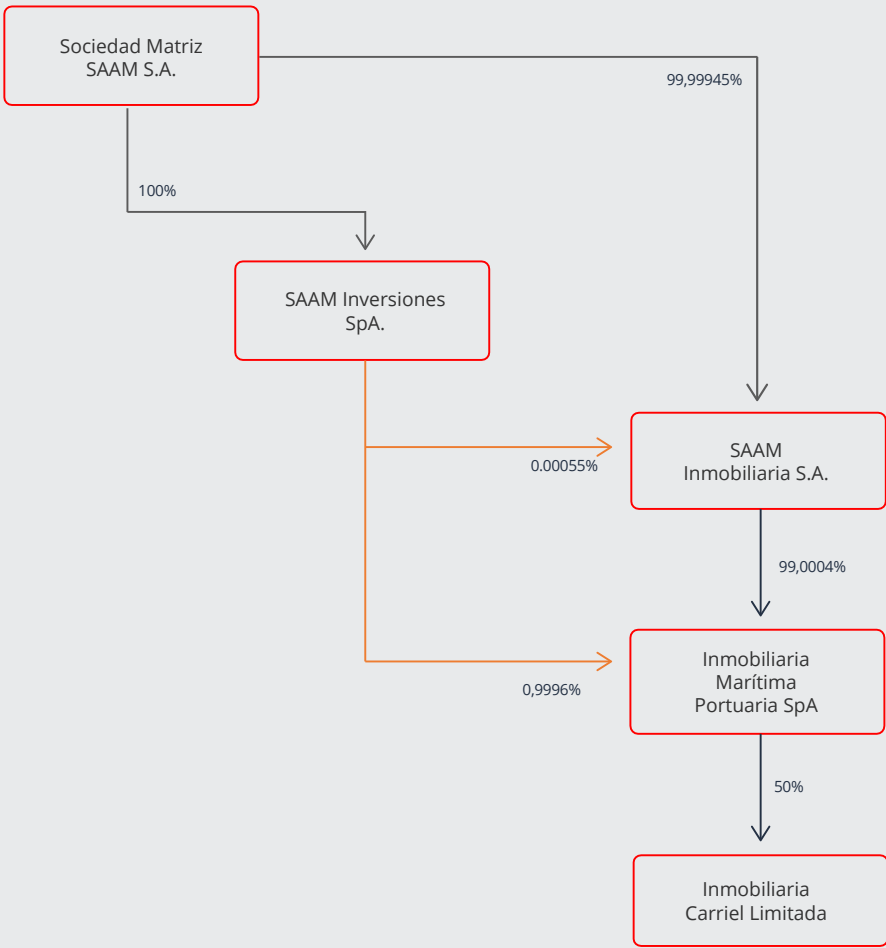 Sociedad Matriz
SAAM S.A.
99,99945%
100%
SAAM Inversiones
SpA.
0.00055%
SAAM
Inmobiliaria S.A.
99,0004%
0,9996%
Inmobiliaria
Marítima
Portuaria SpA
50%
Inmobiliaria
Carriel Limitada